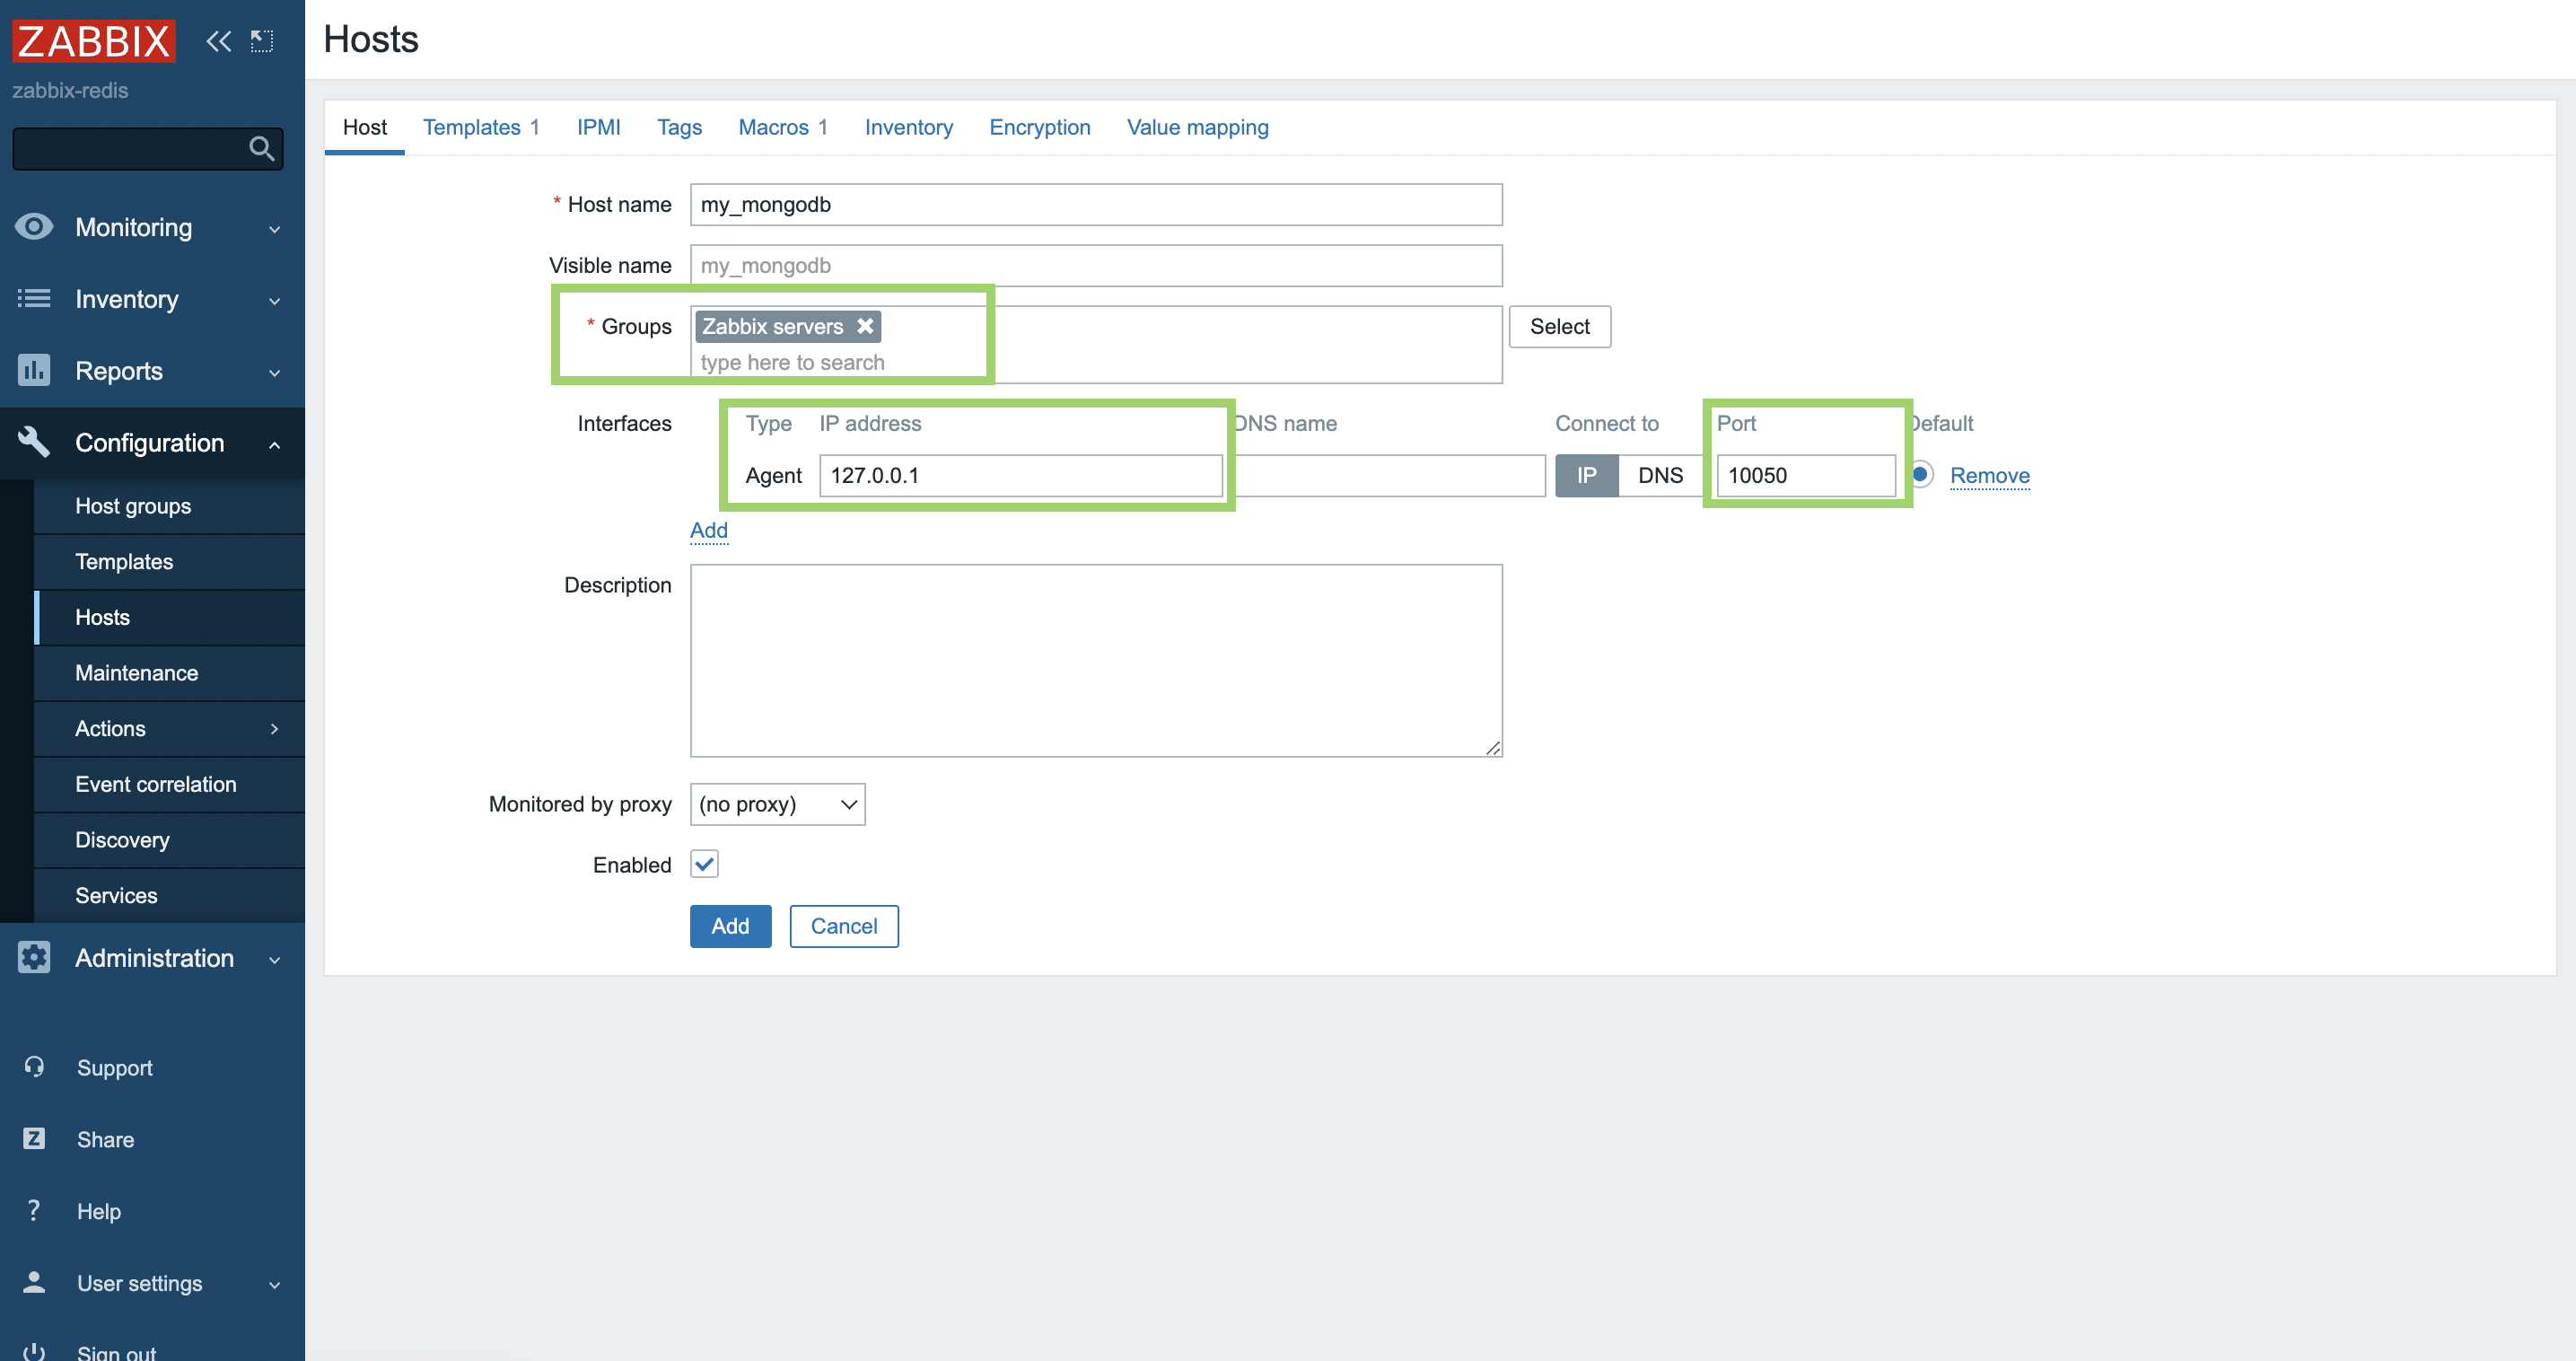 ZABBIX
zabbix-redis
Monitoring
Inventory
Reports
Configuration
Host groups
Templates
Hosts
Maintenance
Actions
Event correlation
Discovery
Services
Administration
Support
Share
Help
User settings
Sign out
Hosts
Host Templates 1 IPMI Tags Macros 1 Inventory Encryption Value mapping
* Host name my_mongodb
Visible name my_mongodb
* Groups Zabbix servers Select
type here to search
Interfaces Type IP address DNS name Connect to Port Default
Agent 127.0.0.1 IP DNS 10050 Remove
Add
Description
Monitored by proxy (no proxy)
Enabled
Add Cancel